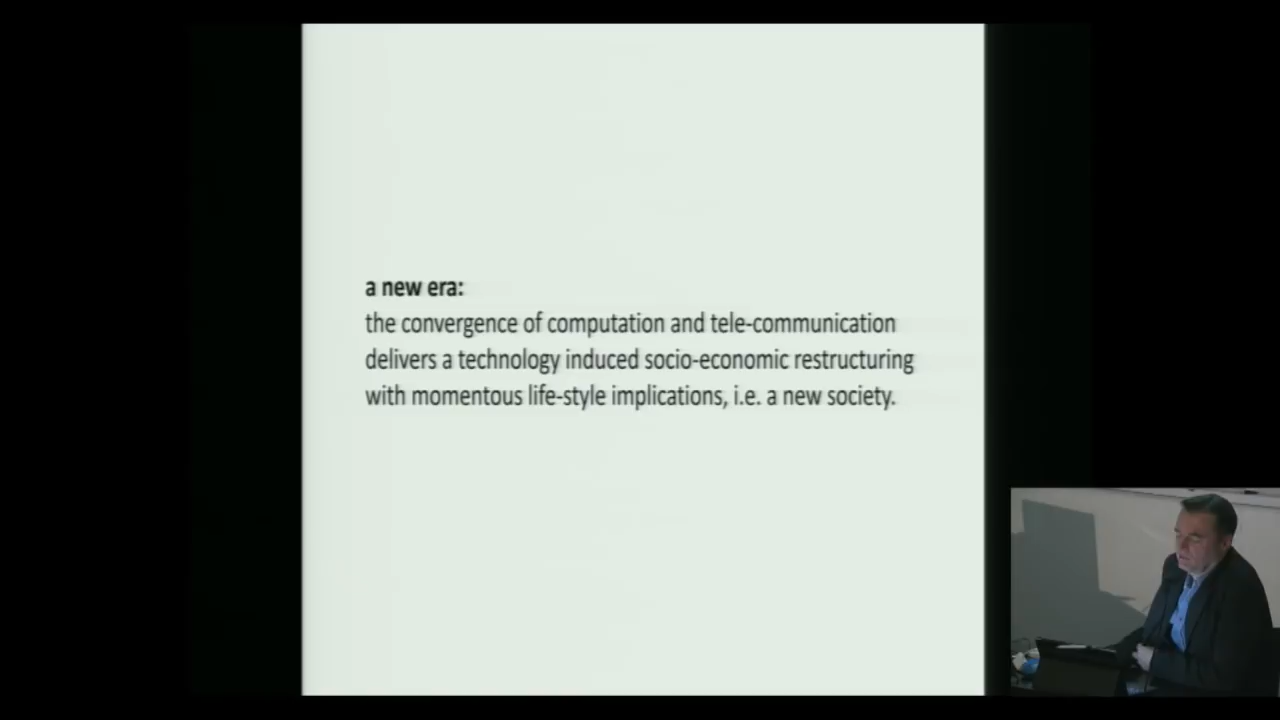 a new era:
the convergence of computation and tele-communication
delivers a technology induced socio-economic restructuring
with momentous life-style implications, i.e. a new society.